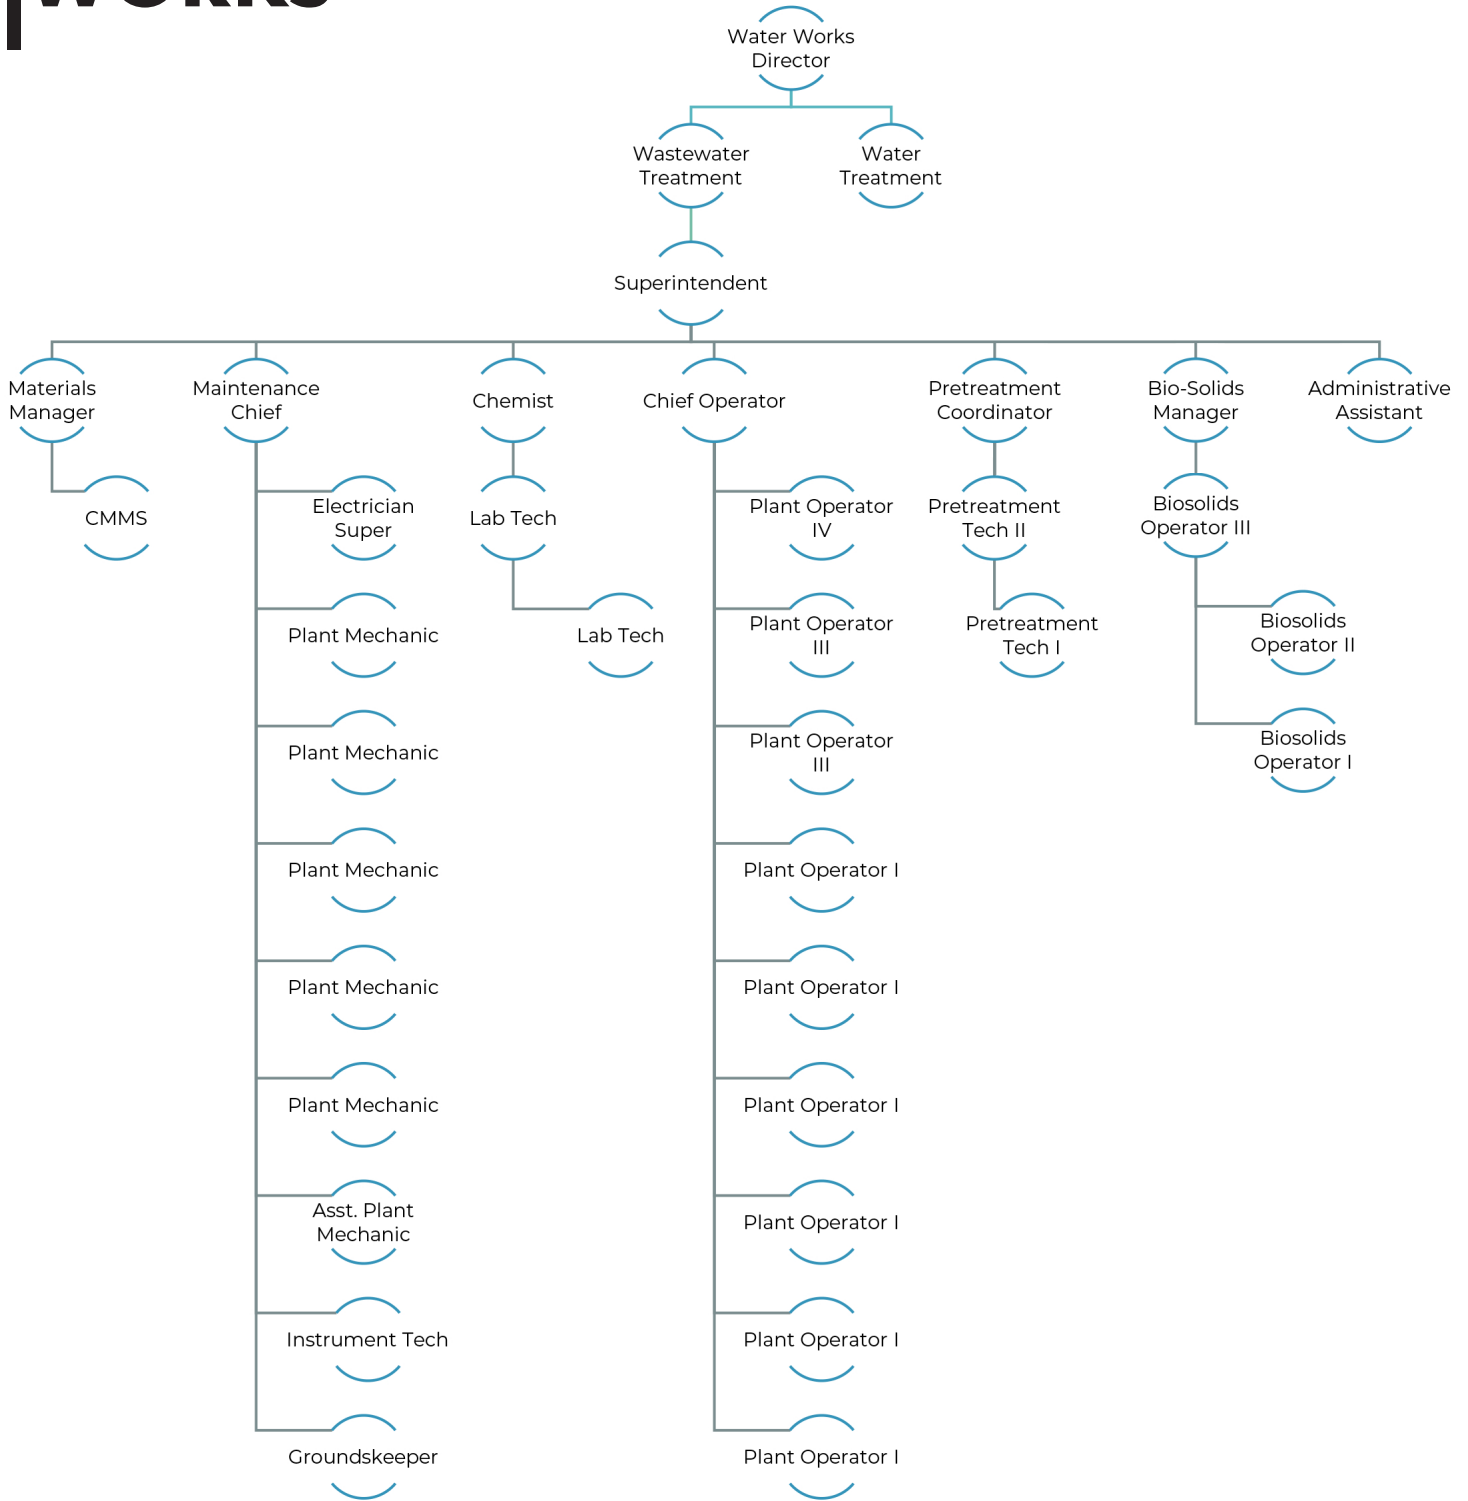 WORKS
Water Works
Director
Wastewater
Treatment
Water
Treatment
Superintendent
Materials
Manager
Maintenance
Chief
Chemist
Chief Operator
Pretreatment
Coordinator
Bio-Solids
Manager
Administrative
Assistant
CMMS
Electrician
Super
Lab Tech
Plant Operator
IV
Pretreatment
Tech II
Biosolids
Operator III
Plant Mechanic
Lab Tech
Plant Operator
III
Pretreatment
Tech I
Biosolids
Operator II
Plant Mechanic
Plant Operator
III
Biosolids
Operator I
Plant Mechanic
Plant Operator I
Plant Mechanic
Plant Operator I
Plant Mechanic
Plant Operator I
Asst. Plant
Mechanic
Plant Operator I
Instrument Tech
Plant Operator I
Groundskeeper
Plant Operator I